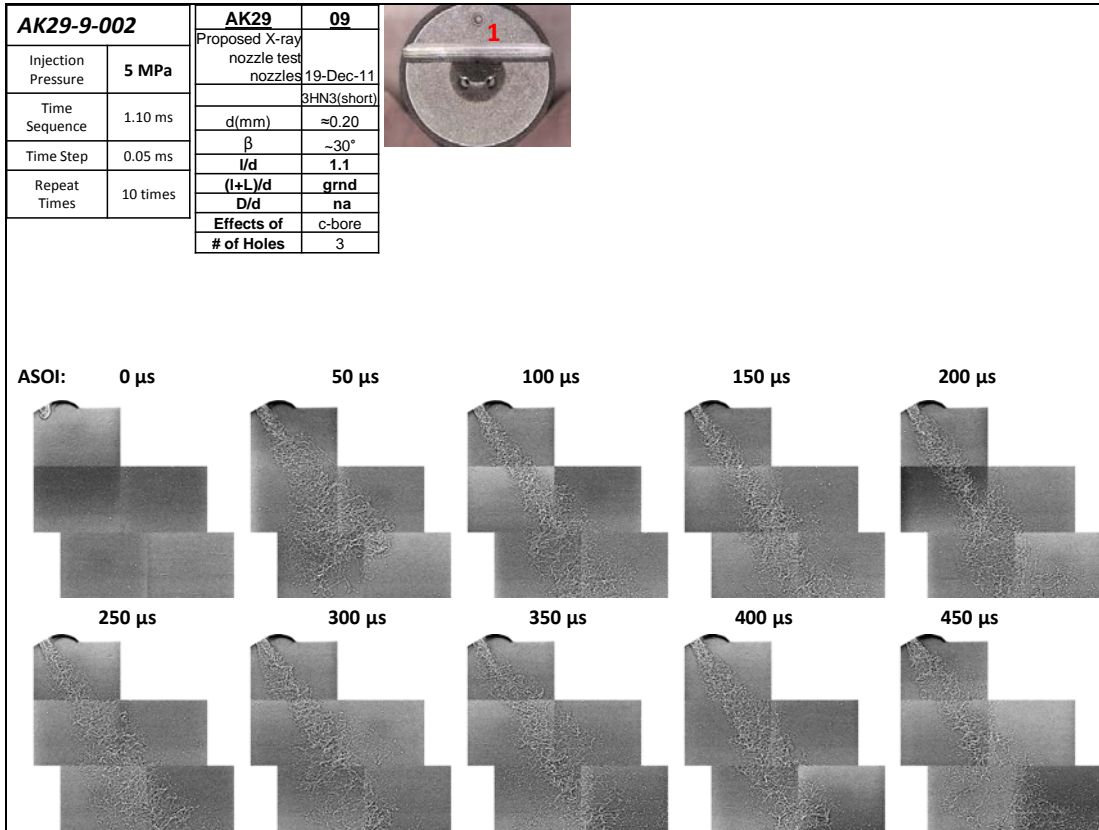 AK29-9-002
Injection
Pressure
5 MPa
Time
Sequence
1.10 ms
Time Step
0.05 ms
Repeat
Times
10 times
AK29 09
Proposed X-ray
nozzle test
nozzles 19-Dec-11
3HN3(short)
d(mm) ≈0.20
β ~30°
l/d 1.1
(l+L)/d grnd
D/d na
Effects of c-bore
# of Holes 3
1
ASOI: 0 µs 50 µs 100 µs 150 µs 200 µs
250 µs 300 µs 350 µs 400 µs 450 µs